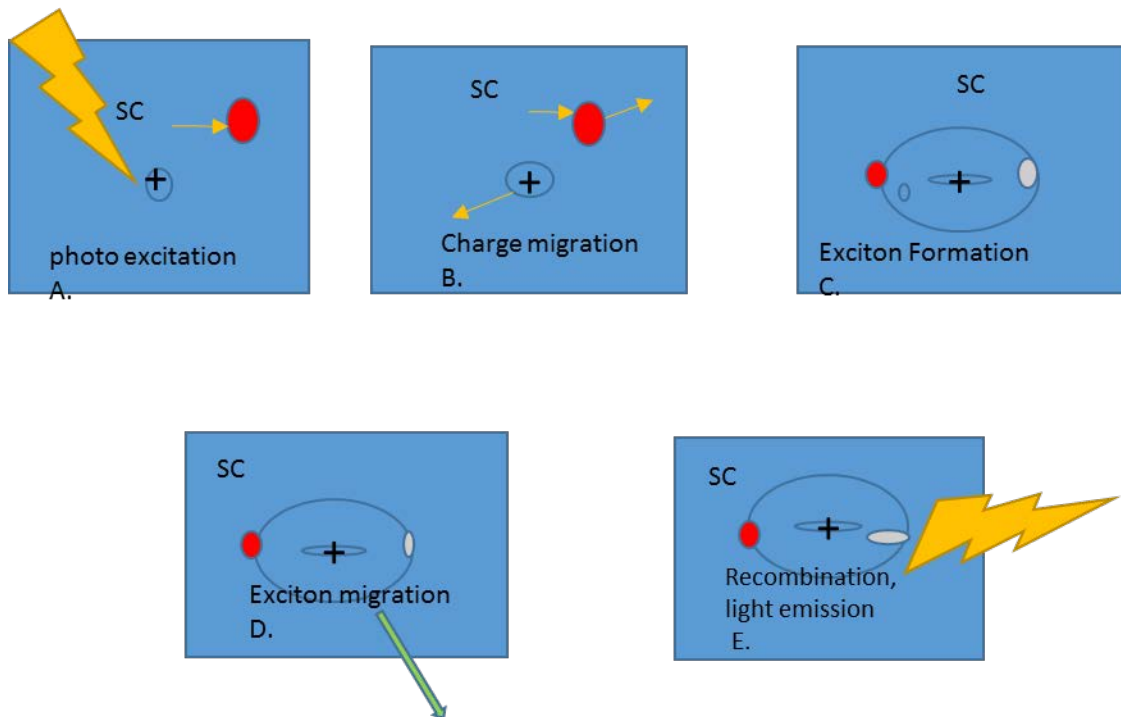 SC
+
photo excitation
A.
SC
+
Charge migration
B.
SC
+
Exciton Formation
C.
SC
+
Exciton migration
D.
SC
+
Recombination,
light emission
E.